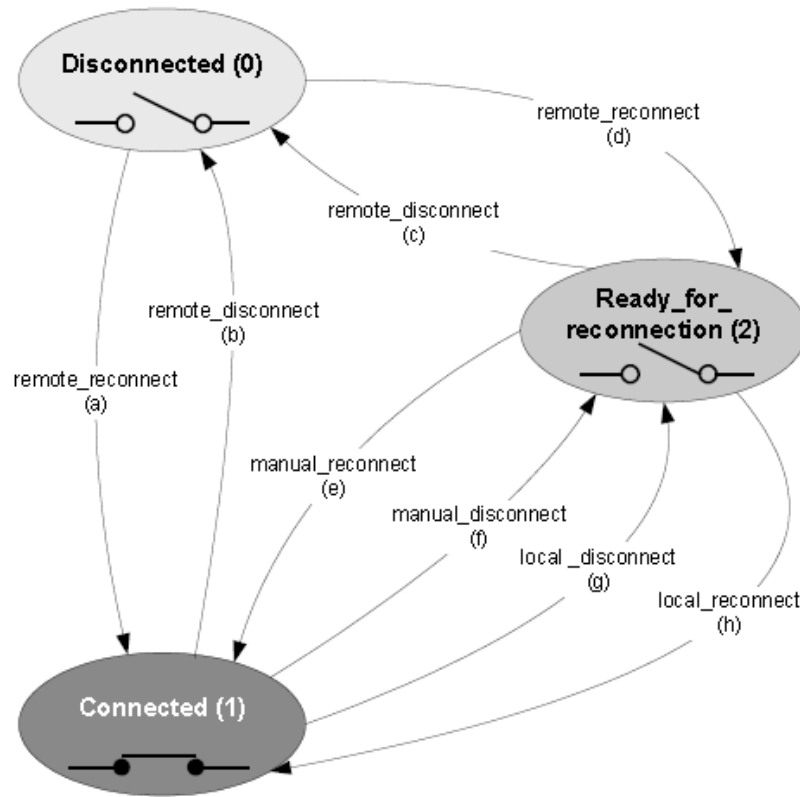 Disconnected (0)
remote_reconnect
(d)
remote_disconnect
(c)
Ready_for_
reconnection (2)
remote_disconnect
(b)
remote_reconnect
(a)
manual_reconnect
(e)
manual_disconnect
(f)
local _disconnect
(g)
local_reconnect
(h)
Connected (1)